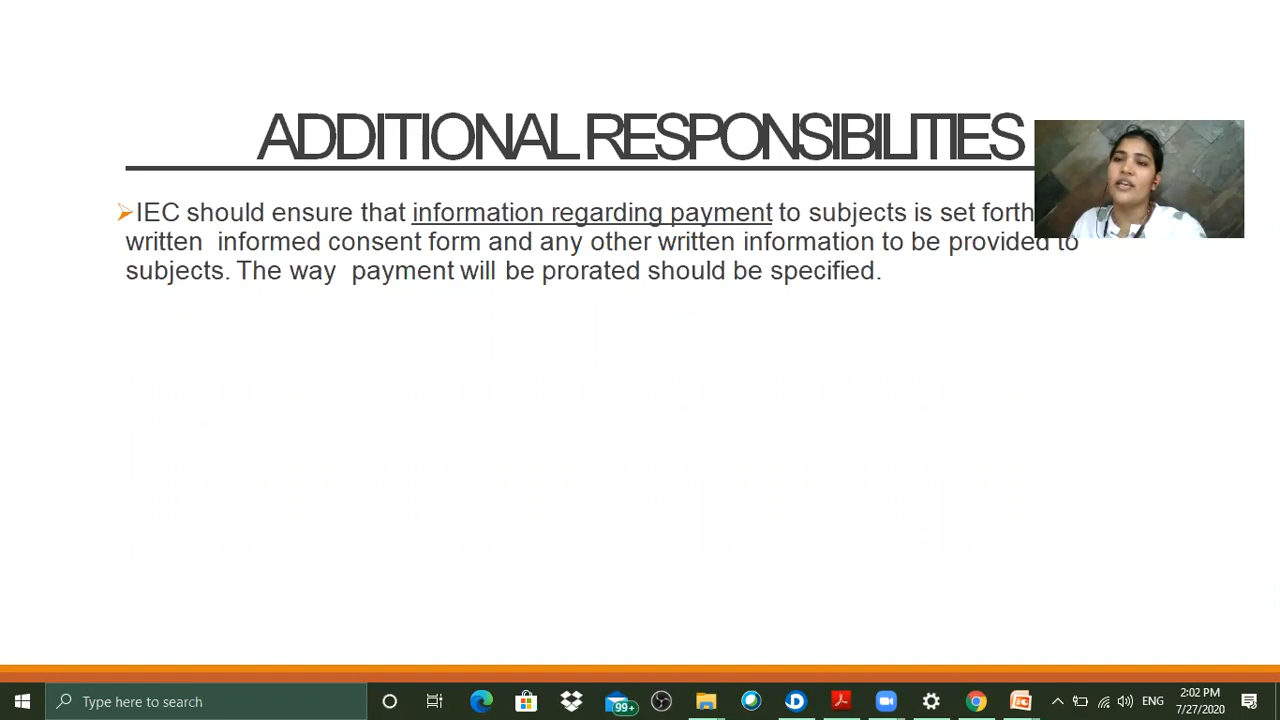 ADDITIONAL RESPONSIBILITIES
IEC should ensure that information regarding payment to subjects is set forth
written informed consent form and any other written information to be provided to
subjects. The way payment will be prorated should be specified.
Type here to search
99+
ENG
2:02 PM
7/27/2020